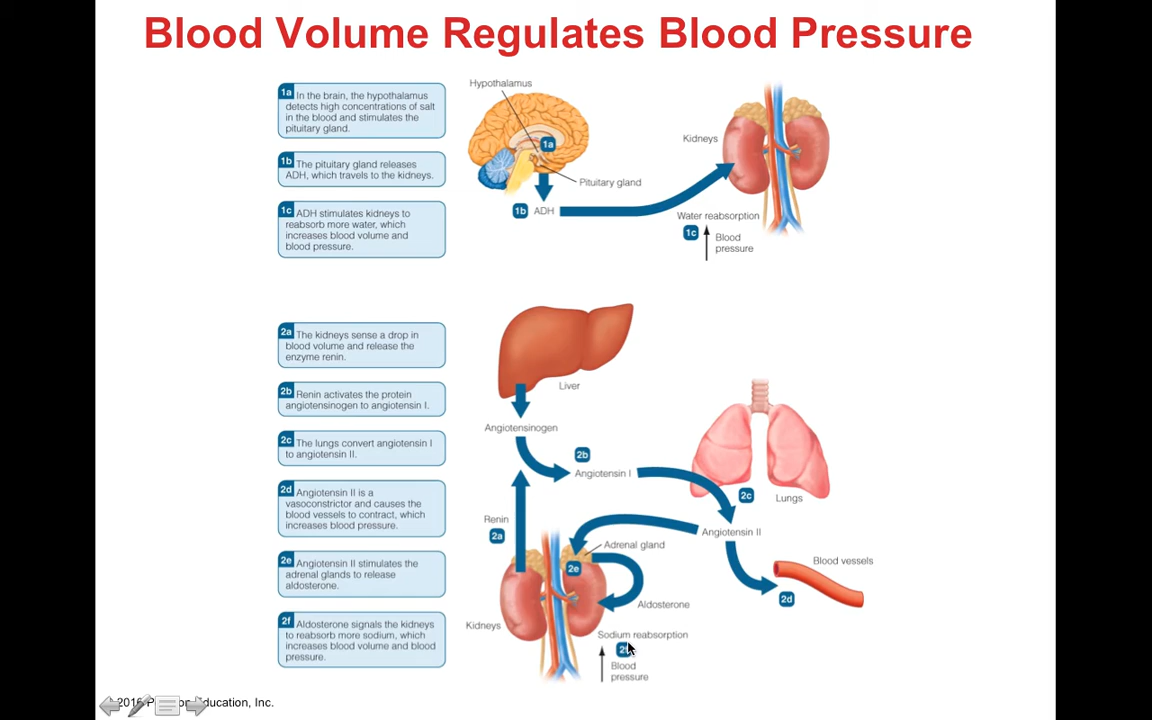 Blood Volume Regulates Blood Pressure
1a In the brain, the hypothalamus
detects high concentrations of salt
in the blood and stimulates the
pituitary gland.
1b The pituitary gland releases
ADH, which travels to the kidneys.
1c ADH stimulates kidneys to
reabsorb more water, which
increases blood volume and
blood pressure.
Hypothalamus
1a
Pituitary gland
1b ADH
Kidneys
Water reabsorption
1c Blood
pressure
2a The kidneys sense a drop in
blood volume and release the
enzyme renin.
2b Renin activates the protein
angiotensinogen to angiotensin I.
2c The lungs convert angiotensin I
to angiotensin II.
2d Angiotensin II is a
vasoconstrictor and causes the
blood vessels to contract, which
increases blood pressure.
2e Angiotensin II stimulates the
adrenal glands to release
aldosterone.
2f Aldosterone signals the kidneys
to reabsorb more sodium, which
increases blood volume and blood
pressure.
Liver
Angiotensinogen
2b
Angiotensin I
2c
Lungs
Renin
2a
Angiotensin II
Adrenal gland
2e
Blood vessels
2d
Aldosterone
Kidneys
Sodium reabsorption
Blood
pressure
2016 Education, Inc.